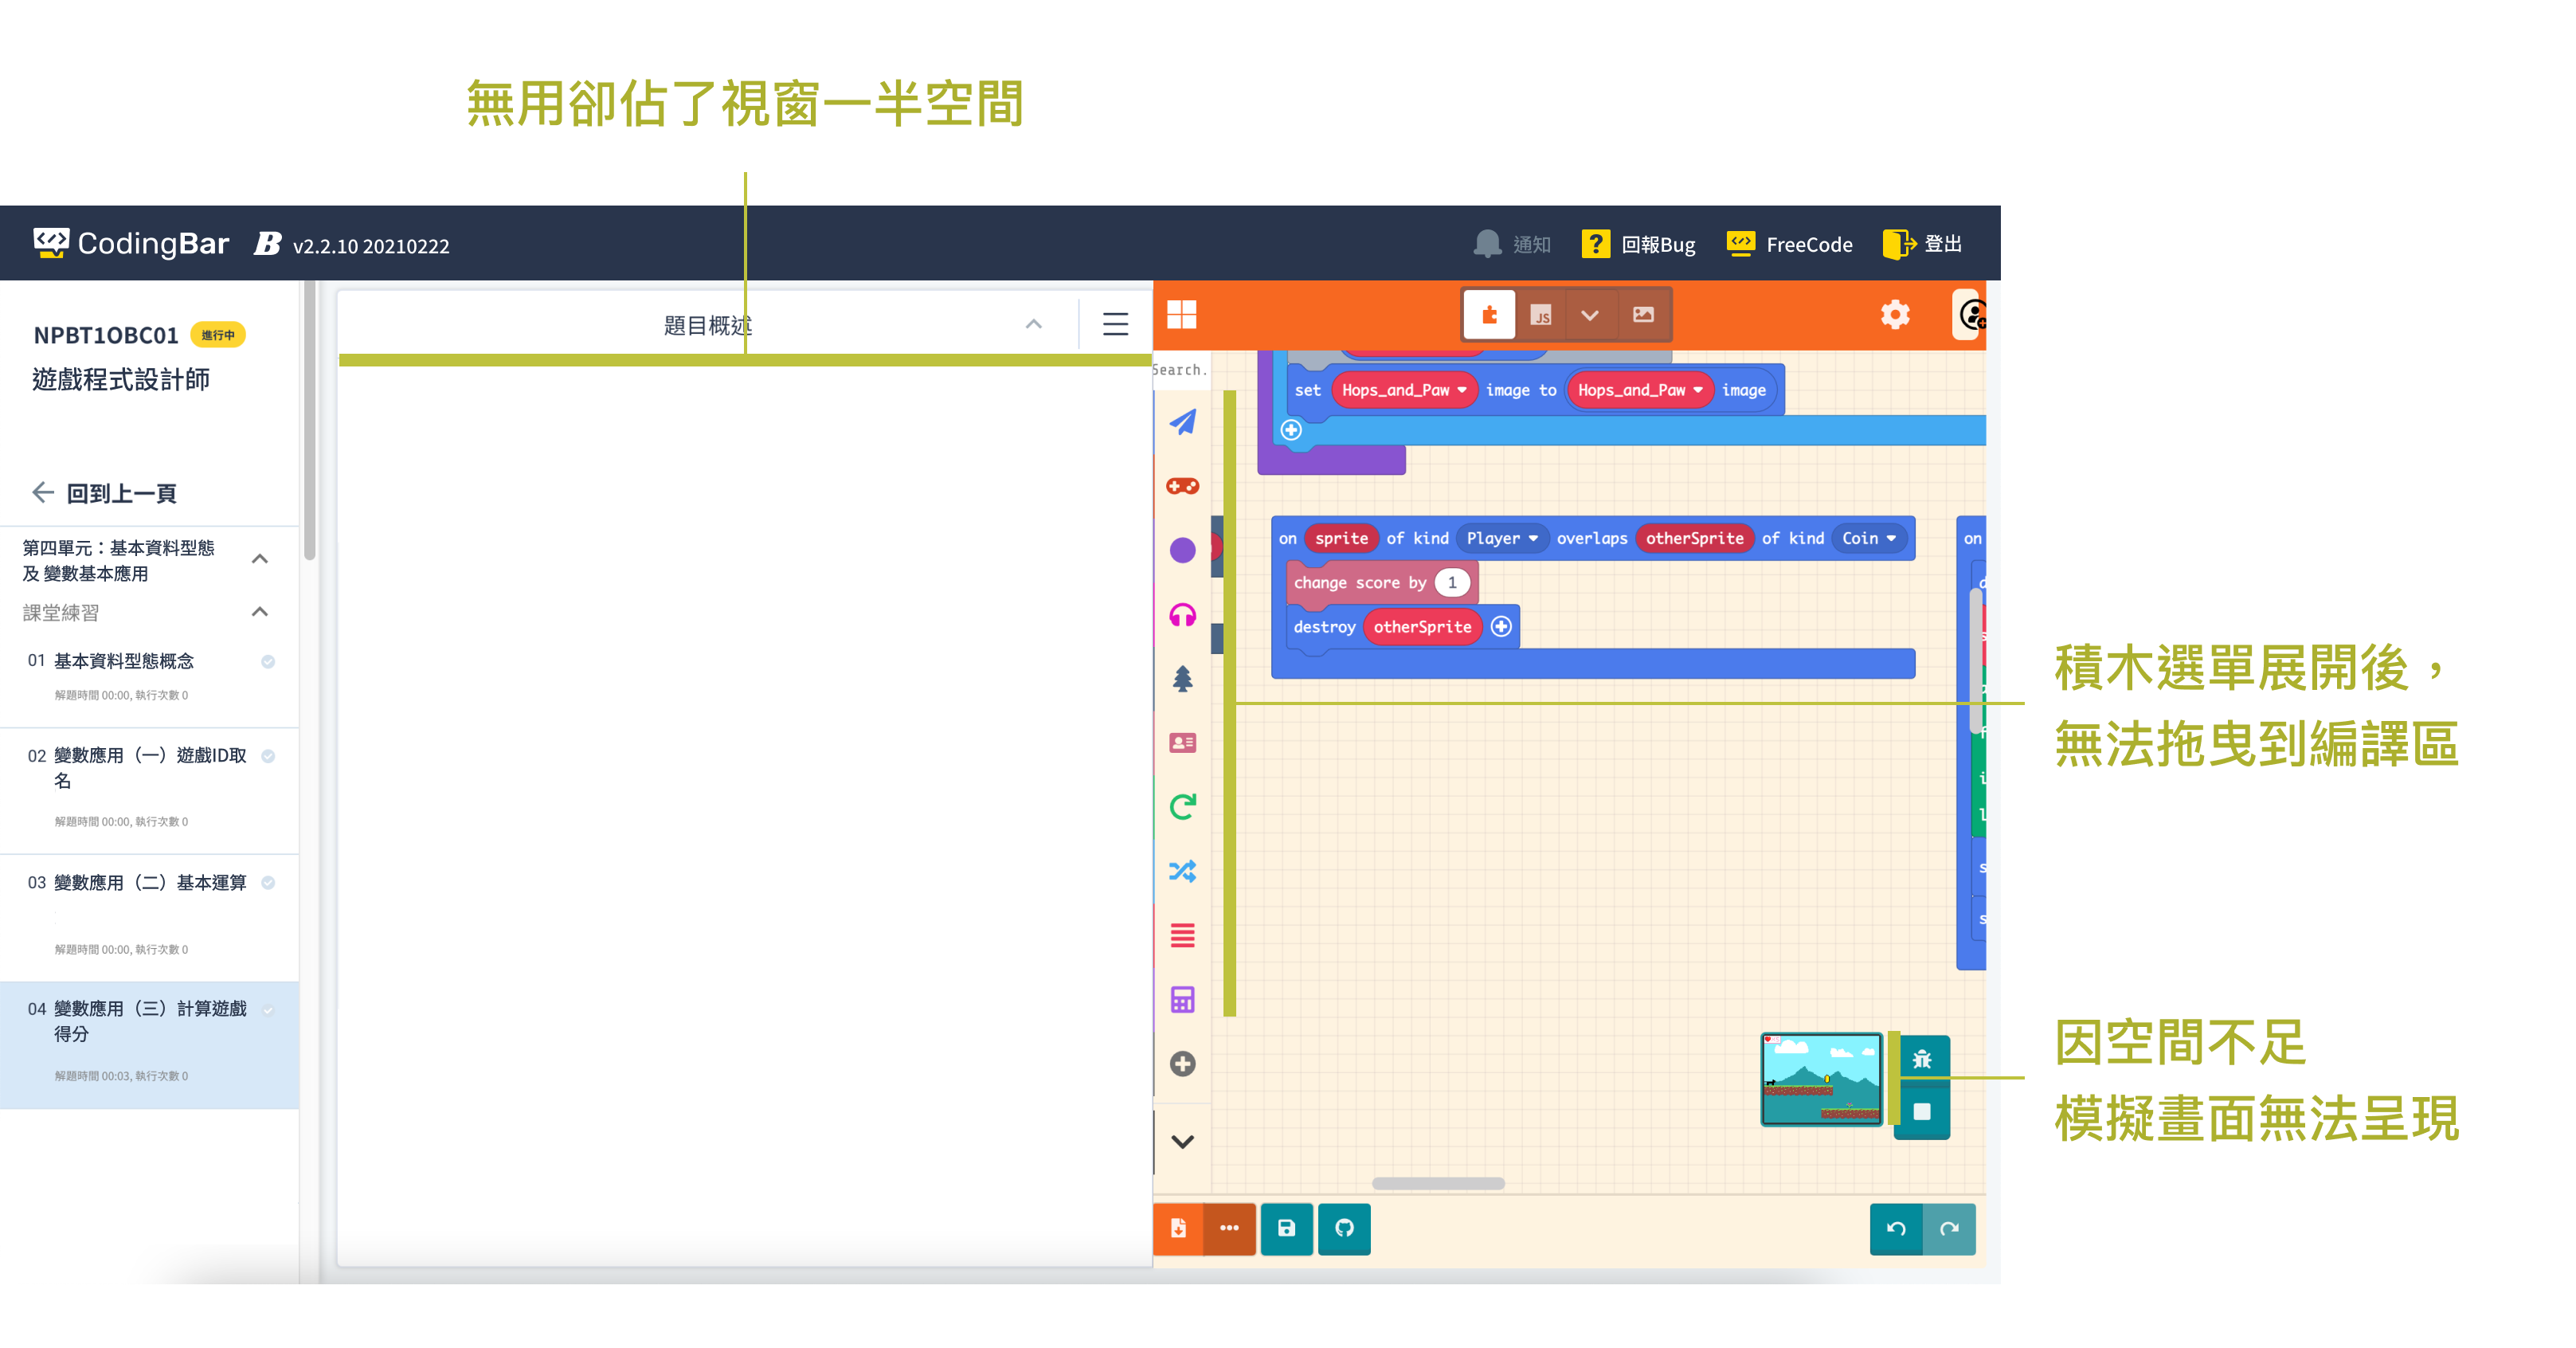 無用卻佔了視窗一半空間
CodingBar B v2.2.10 20210222
通知
回報Bug
FreeCode
登出
NPBT1OBC01 進行中
遊戲程式設計師
回到上一頁
第四單元：基本資料型態
及 變數基本應用
課堂練習
01 基本資料型態概念
解題時間 00:00, 執行次數 0
02 變數應用（一）遊戲ID取
名
解題時間 00:00, 執行次數 0
03 變數應用（二）基本運算
解題時間 00:00, 執行次數 0
04 變數應用（三）計算遊戲
得分
解題時間 00:03, 執行次數 0
題目概述
JS
Search.
set Hops_and_Paw image to Hops_and_Paw image
on sprite of kind Player overlaps otherSprite of kind Coin
change score by 1
destroy otherSprite
on
積木選單展開後，
無法拖曳到編譯區
因空間不足
模擬畫面無法呈現